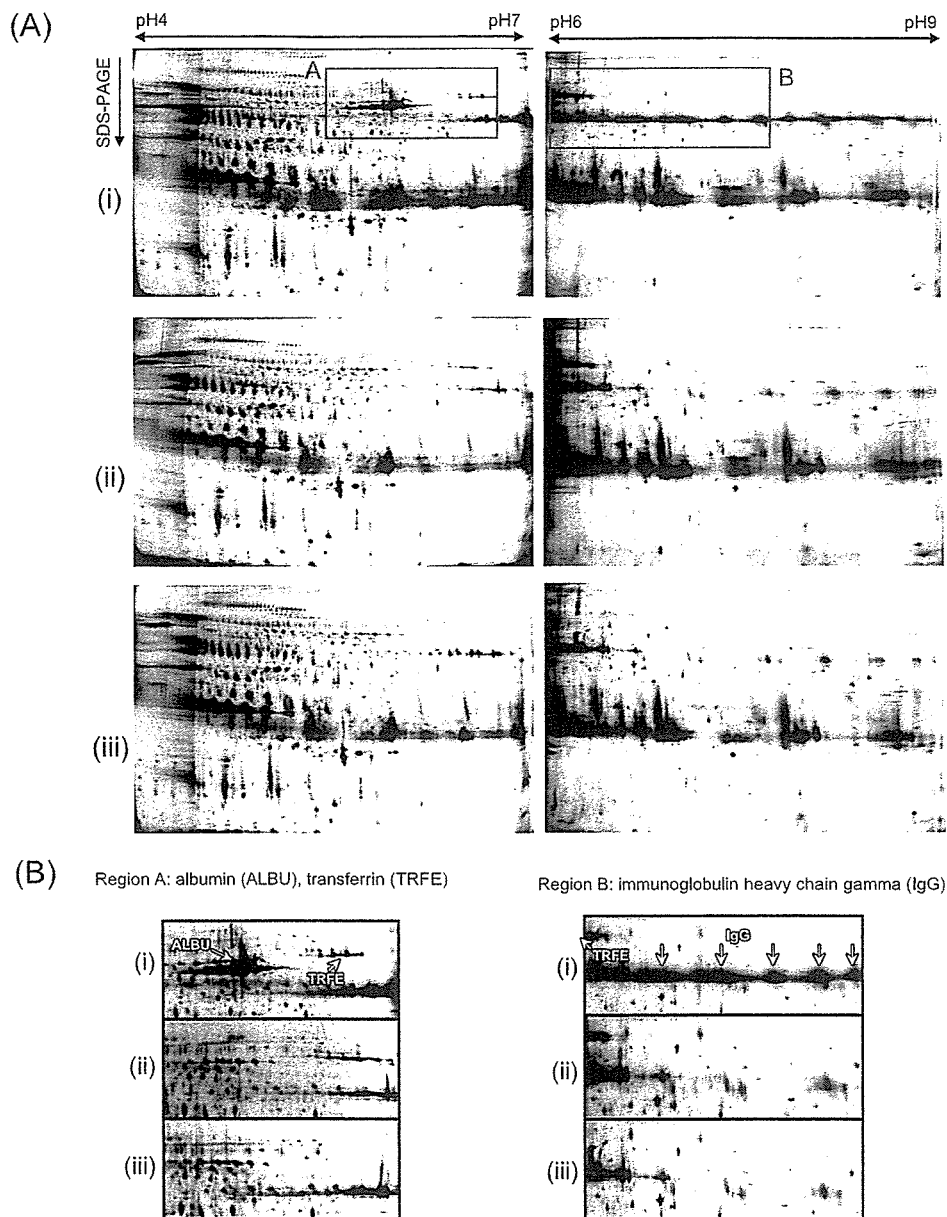 (A)
pH4 pH7 pH6 pH9
SDS-PAGE
A
B
(i)
(ii)
(iii)
(B)
Region A: albumin (ALBU), transferrin (TRFE)
Region B: immunoglobulin heavy chain gamma (IgG)
(i)
ALBU
TRFE
(ii)
(iii)
(i)
TRFE
IgG
(ii)
(iii)